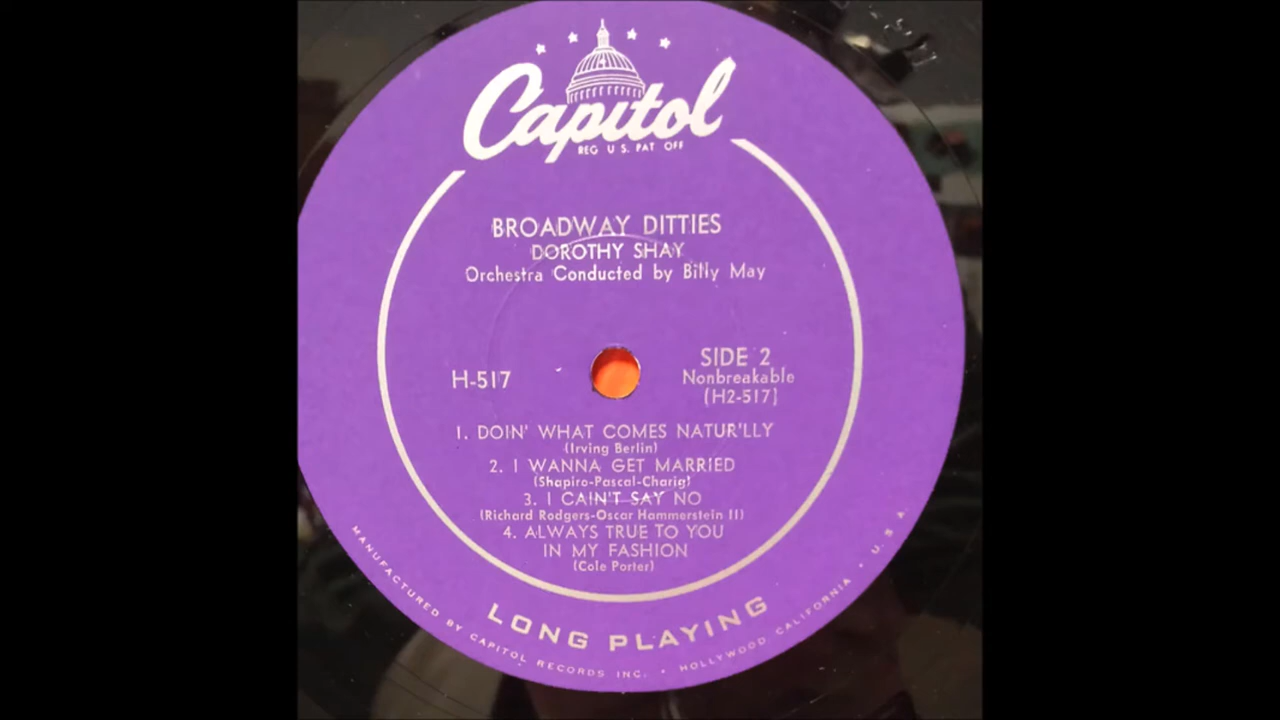 Capitol
REG U.S. PAT OFF
BROADWAY DITTIES
DOROTHY SHAY
Orchestra Conducted by Billy May
H-517
SIDE 2
Nonbreakable
(H2-517)
1. DOIN' WHAT COMES NATUR'LLY
(Irving Berlin)
2. I WANNA GET MARRIED
(Shapiro-Pascal-Charig)
3. I CAIN'T SAY NO
(Richard Rodgers-Oscar Hammerstein II)
4. ALWAYS TRUE TO YOU
IN MY FASHION
(Cole Porter)
LONG PLAYING
MANUFACTURED BY CAPITOL RECORDS INC. • HOLLYWOOD CALIFORNIA • U.S.A.